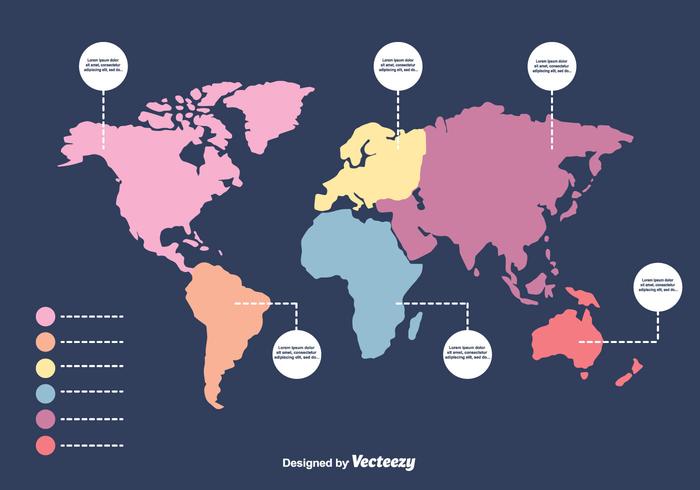 Lorem ipsum dolor
sit amet, consectetur
adipiscing elit, sed do...
Lorem ipsum dolor
sit amet, consectetur
adipiscing elit, sed do...
Lorem ipsum dolor
sit amet, consectetur
adipiscing elit, sed do...
Lorem ipsum dolor
sit amet, consectetur
adipiscing elit, sed do...
Lorem ipsum dolor
sit amet, consectetur
adipiscing elit, sed do...
Lorem ipsum dolor
sit amet, consectetur
adipiscing elit, sed do...
Designed by Vecteezy